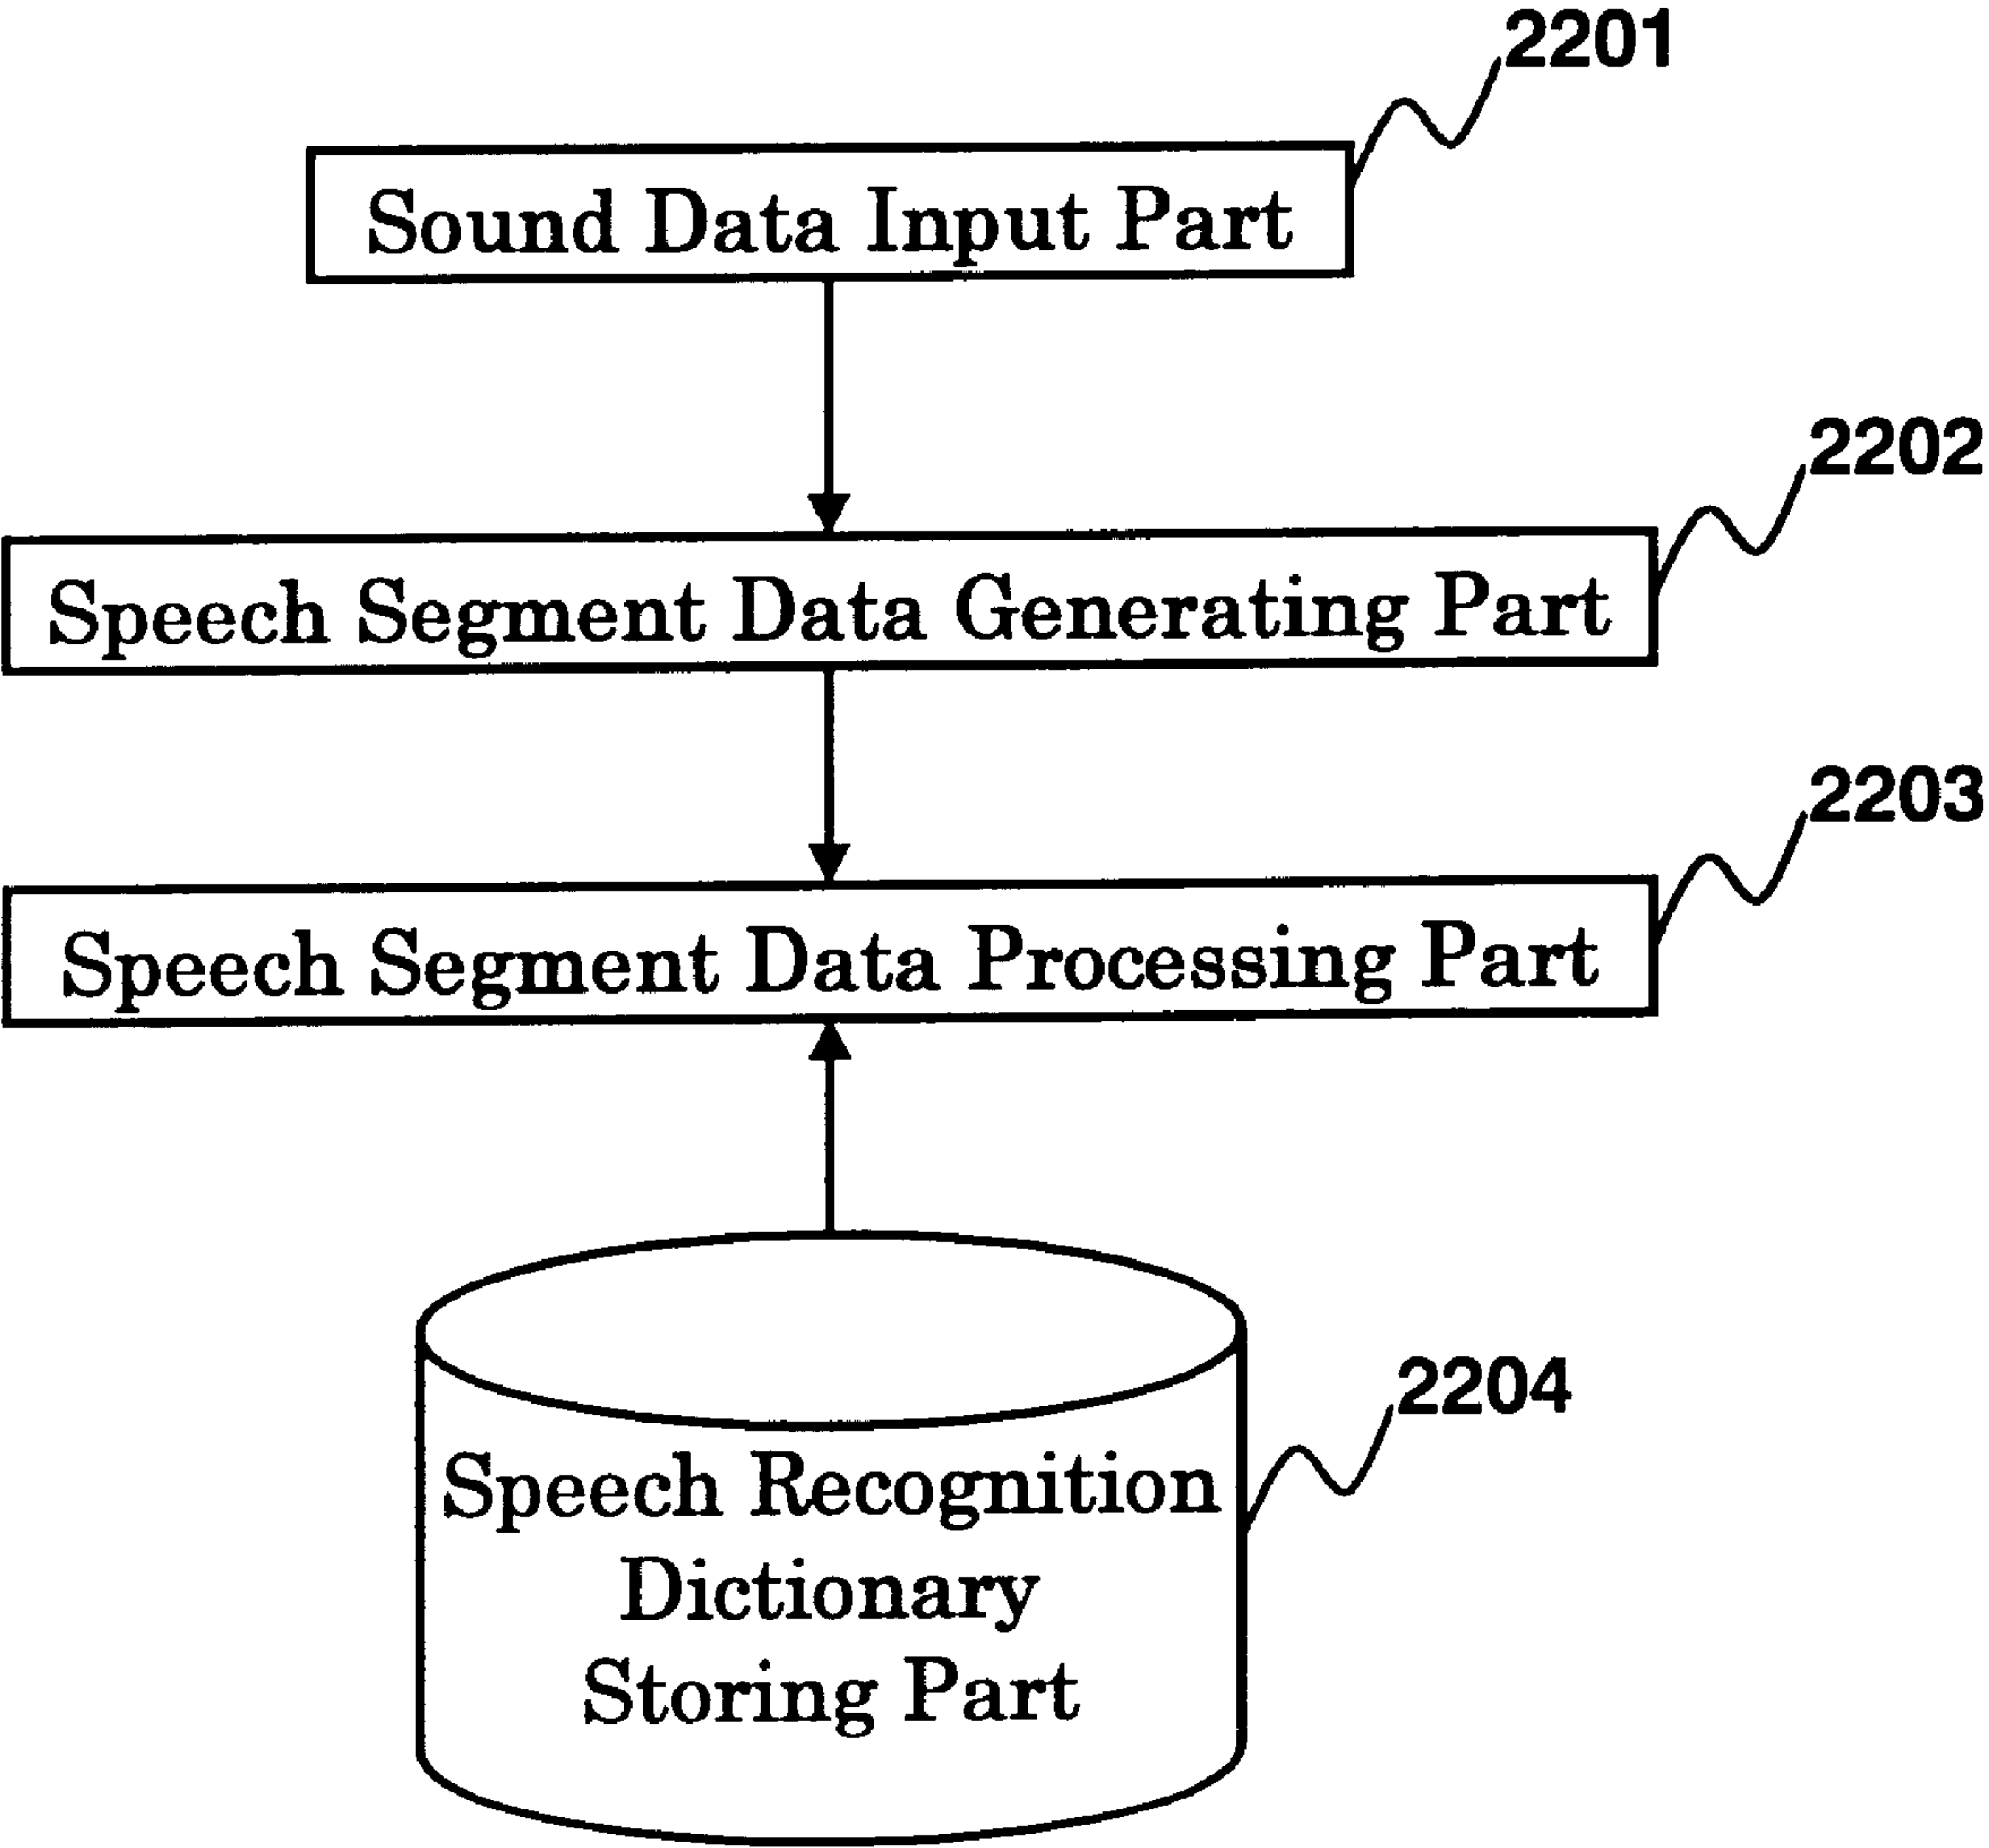 2201
Sound Data Input Part
2202
Speech Segment Data Generating Part
2203
Speech Segment Data Processing Part
2204
Speech Recognition
Dictionary
Storing Part